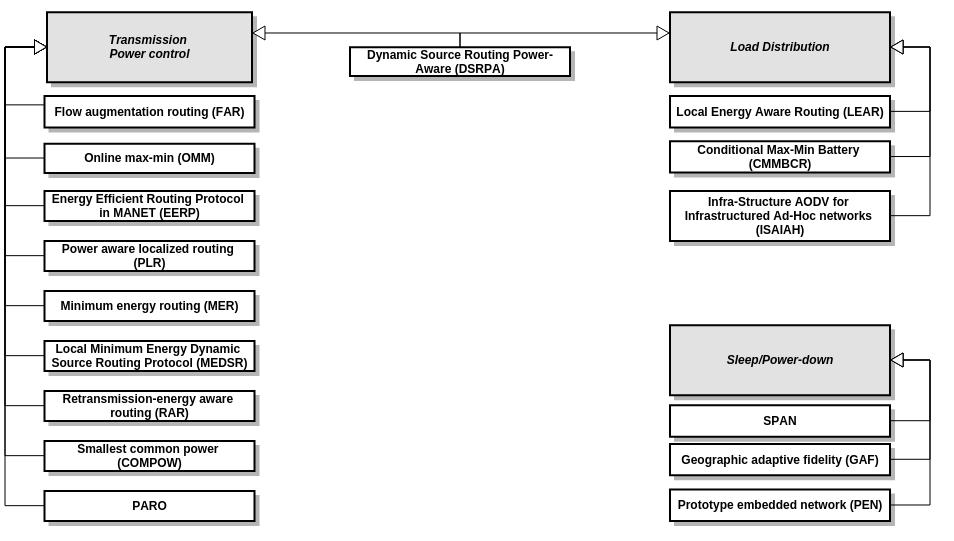 Transmission
Power control
Flow augmentation routing (FAR)
Online max-min (OMM)
Energy Efficient Routing Protocol
in MANET (EERP)
Power aware localized routing
(PLR)
Minimum energy routing (MER)
Local Minimum Energy Dynamic
Source Routing Protocol (MEDSR)
Retransmission-energy aware
routing (RAR)
Smallest common power
(COMPOW)
PARO
Dynamic Source Routing Power-
Aware (DSRPA)
Load Distribution
Local Energy Aware Routing (LEAR)
Conditional Max-Min Battery
(CMMBCR)
Infra-Structure AODV for
Infrastructured Ad-Hoc networks
(ISAIAH)
Sleep/Power-down
SPAN
Geographic adaptive fidelity (GAF)
Prototype embedded network (PEN)